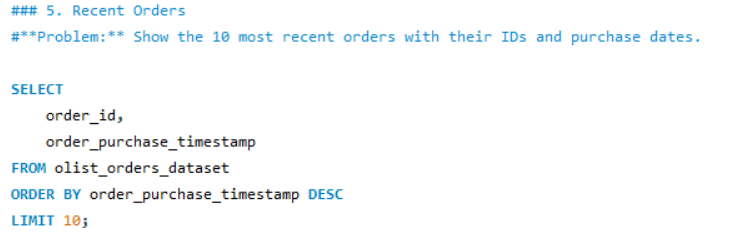 ### 5. Recent Orders
#**Problem:** Show the 10 most recent orders with their IDs and purchase dates.
SELECT
    order_id,
    order_purchase_timestamp
FROM olist_orders_dataset
ORDER BY order_purchase_timestamp DESC
LIMIT 10;